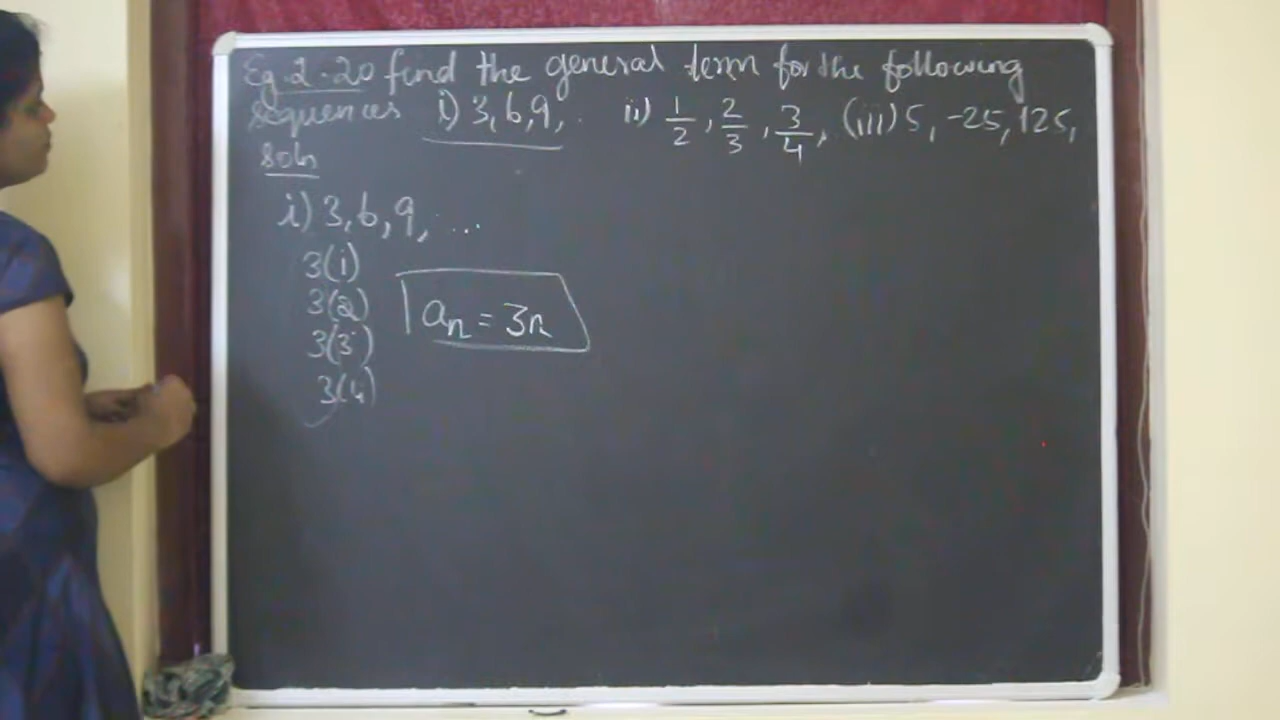 Eg 2.20 find the general term for the following
sequences i) 3, 6, 9, . ii) 1/2, 2/3, 3/4, (iii) 5, -25, 125,
soln
i) 3, 6, 9, ...
3(1)
3(2)
3(3)
3(4)
aₙ = 3n